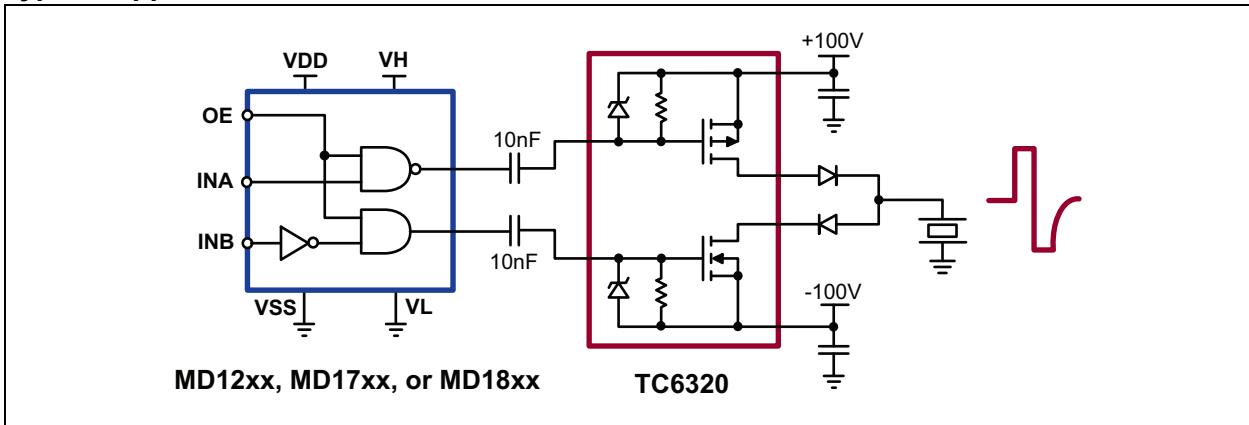 +100V
VDD
VH
OE
10nF
INA
INB
10nF
-100V
VSS
VL
MD12xx, MD17xx, or MD18xx
TC6320